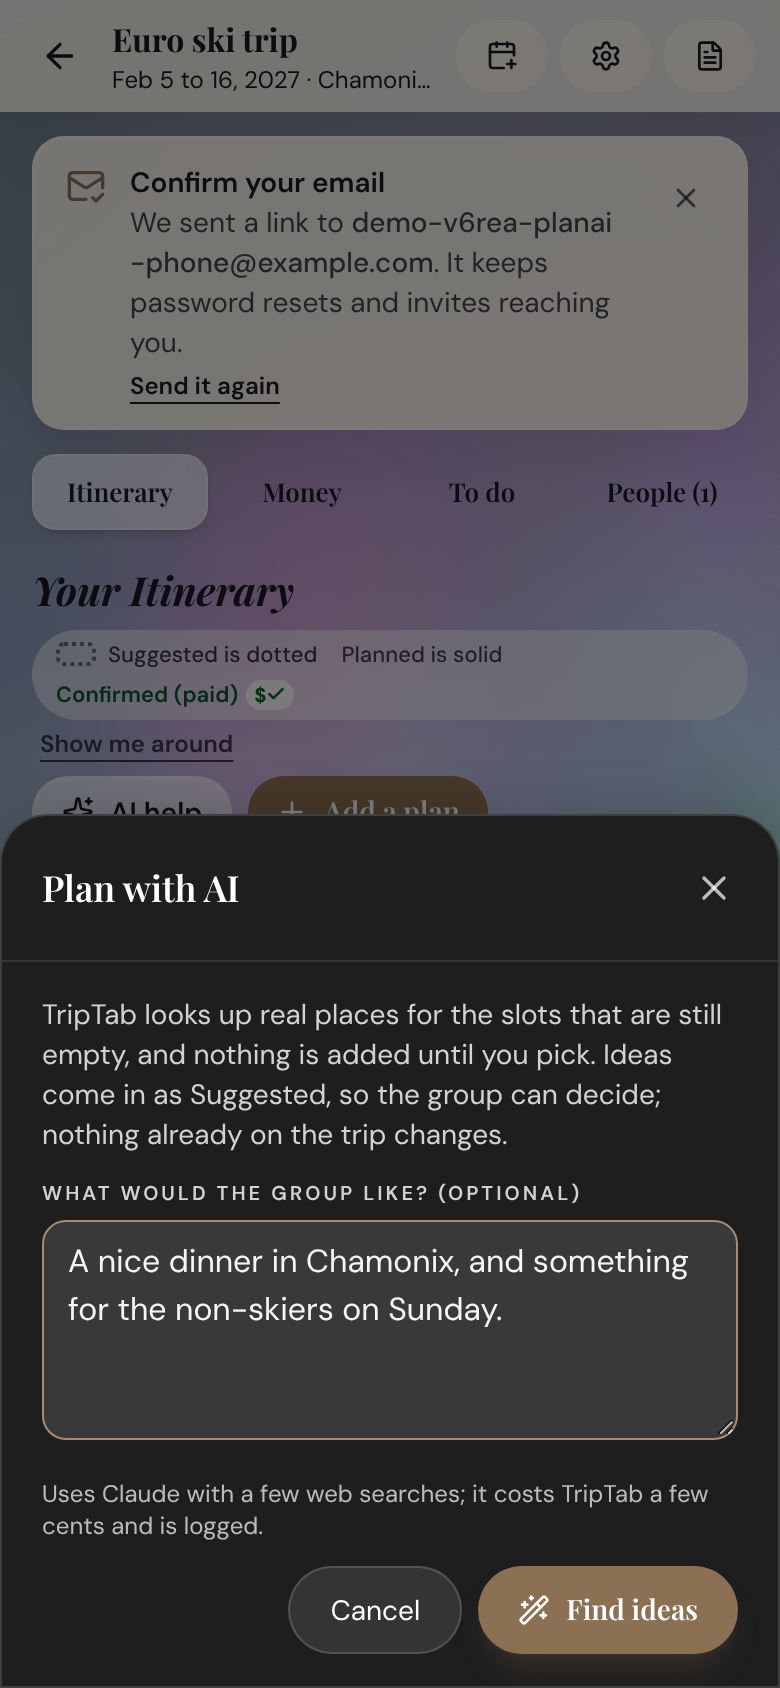 Euro ski trip
Feb 5 to 16, 2027 · Chamoni...
Confirm your email
We sent a link to demo-v6rea-planai
-phone@example.com. It keeps
password resets and invites reaching
you.
Send it again
Itinerary
Money
To do
People (1)
Your Itinerary
Suggested is dotted
Planned is solid
Confirmed (paid) $✓
Show me around
AI help
Add a plan
Plan with AI
TripTab looks up real places for the slots that are still
empty, and nothing is added until you pick. Ideas
come in as Suggested, so the group can decide;
nothing already on the trip changes.
WHAT WOULD THE GROUP LIKE? (OPTIONAL)
A nice dinner in Chamonix, and something
for the non-skiers on Sunday.
Uses Claude with a few web searches; it costs TripTab a few
cents and is logged.
Cancel
Find ideas